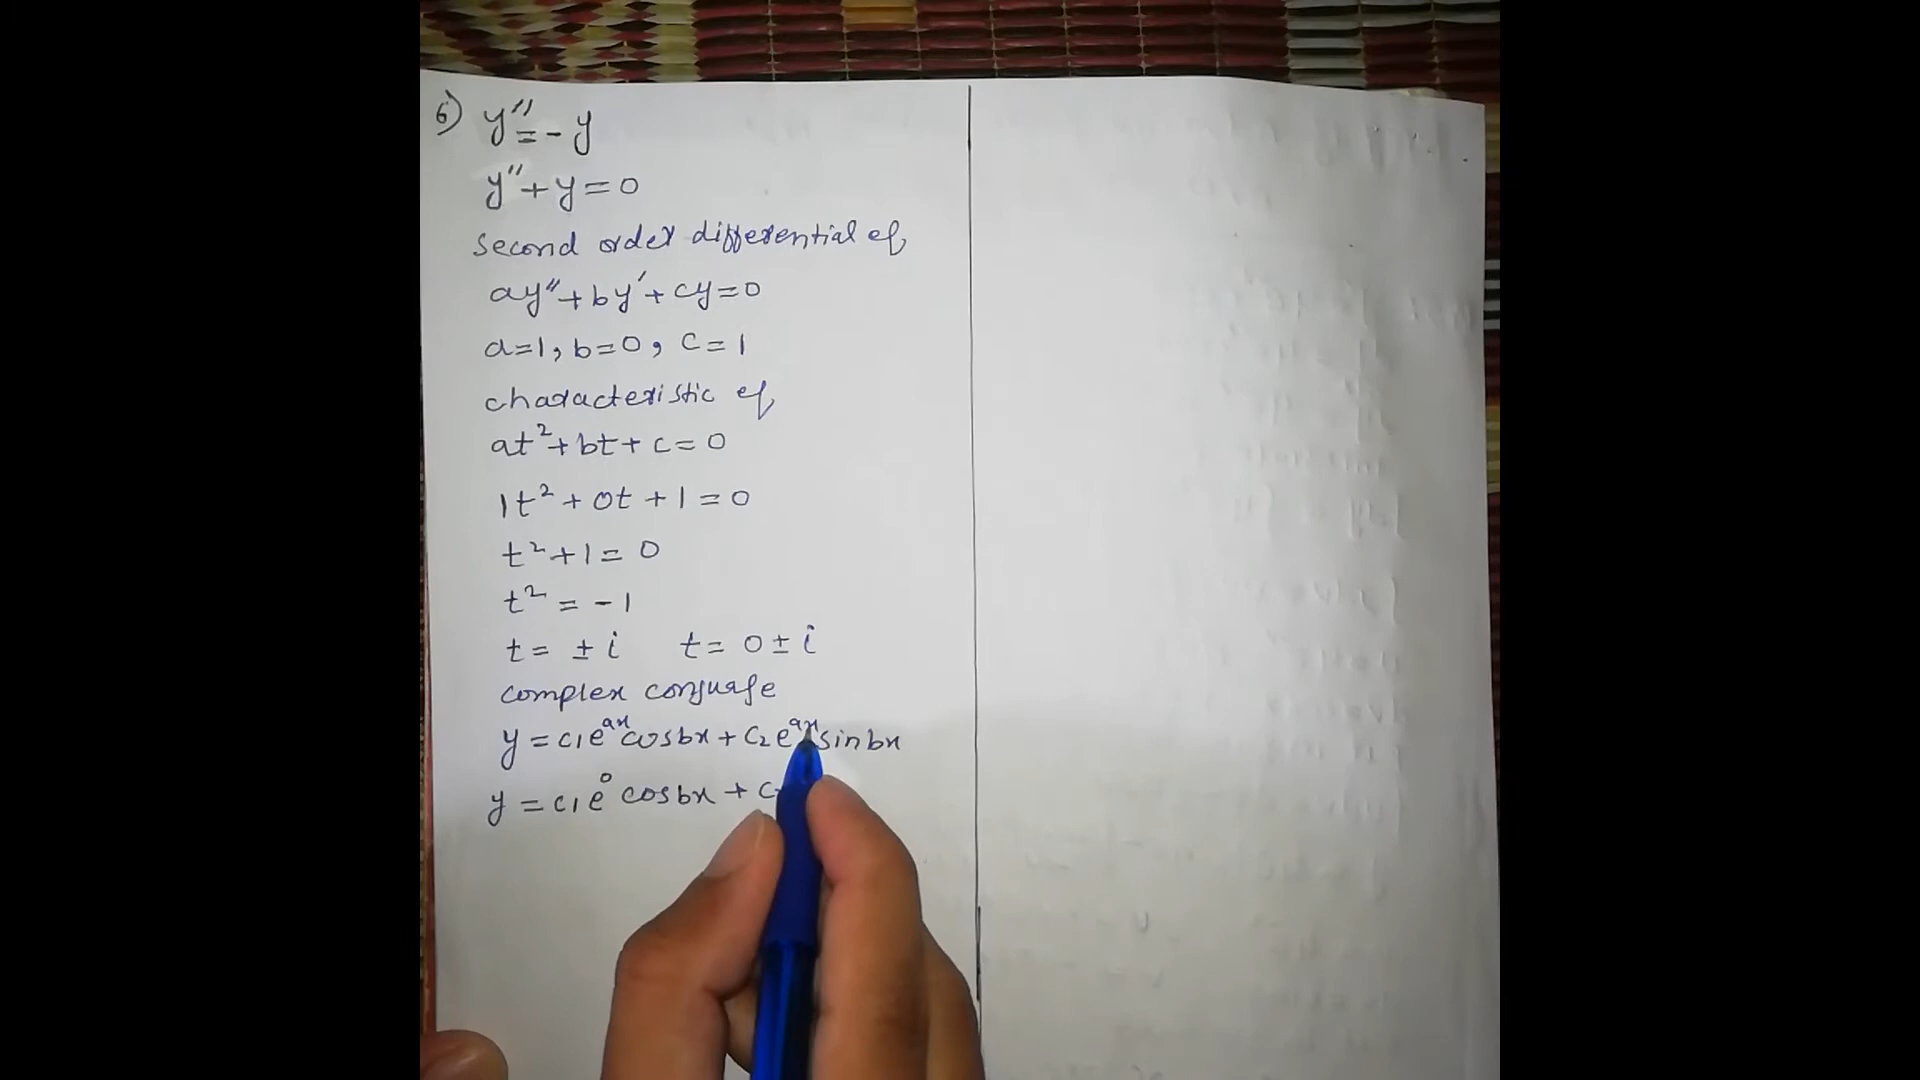 6) y'' = - y
y'' + y = 0
second order differential eq
ay'' + by' + cy = 0
a=1, b=0, c=1
characteristic eq
at² + bt + c = 0
1t² + 0t + 1 = 0
t² + 1 = 0
t² = -1
t = ± i t = 0 ± i
complex conjuage
y = c₁e^ax cosbx + c₂e^ax sinbx
y = c₁e^0 cosbx + c